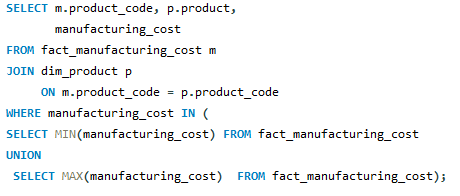 SELECT m.product_code, p.product,
manufacturing_cost
FROM fact_manufacturing_cost m
JOIN dim_product p
ON m.product_code = p.product_code
WHERE manufacturing_cost IN (
SELECT MIN(manufacturing_cost) FROM fact_manufacturing_cost
UNION
SELECT MAX(manufacturing_cost) FROM fact_manufacturing_cost);